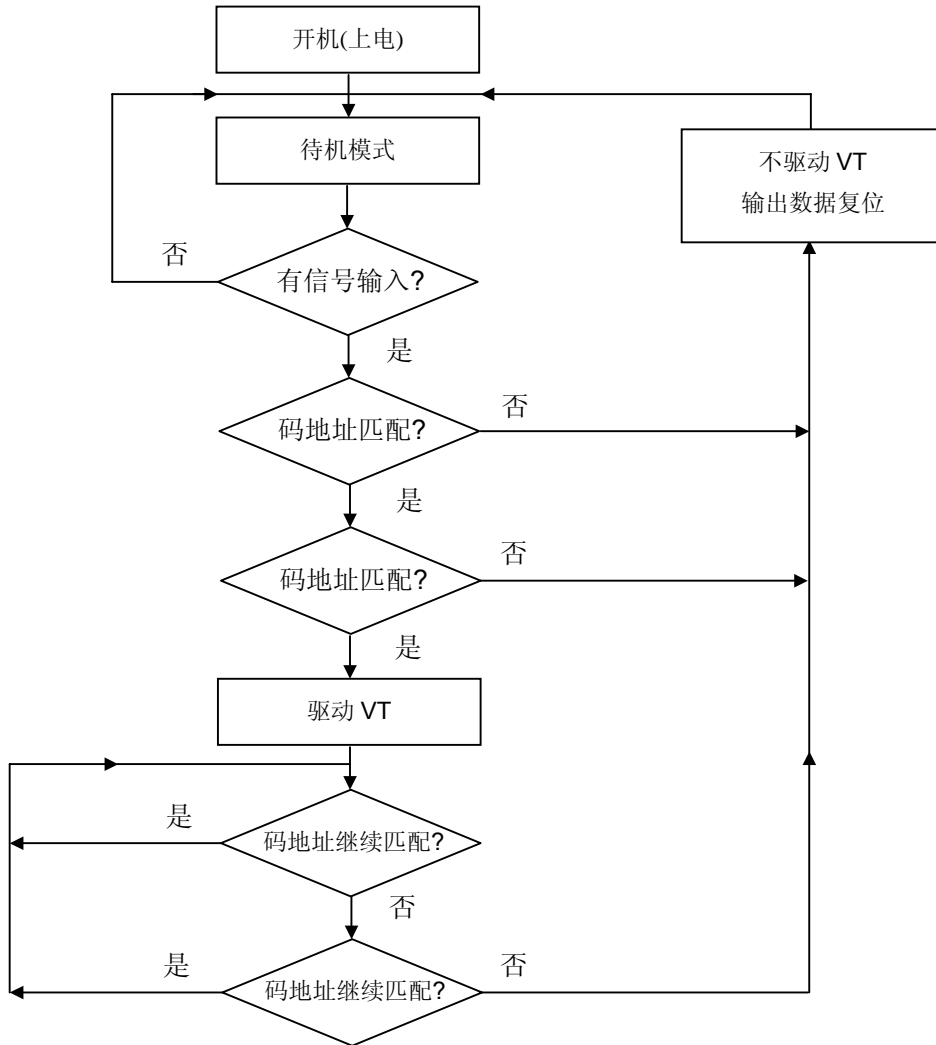 开机(上电)
待机模式
不驱动 VT
输出数据复位
否
有信号输入?
是
码地址匹配?
否
是
码地址匹配?
否
是
驱动 VT
是
码地址继续匹配?
否
是
码地址继续匹配?
否